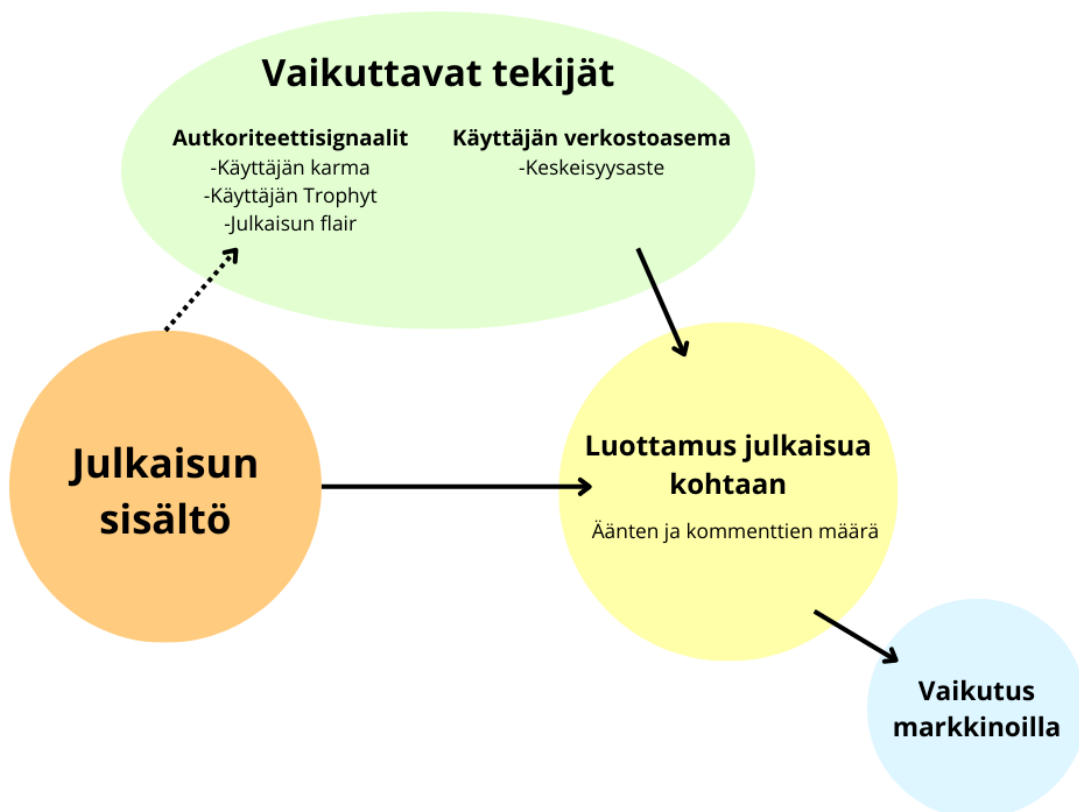 Vaikuttavat tekijät
Autkoriteettisignaalit
-Käyttäjän karma
-Käyttäjän Trophyt
-Julkaisun flair
Käyttäjän verkostoasema
-Keskeisyysaste
Julkaisun
sisältö
Luottamus julkaisua
kohtaan
Äänten ja kommenttien määrä
Vaikutus
markkinoilla